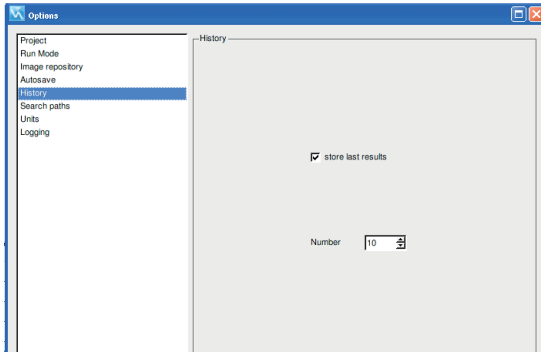 Options
Project
Run Mode
Image repository
Autosave
History
Search paths
Units
Logging
History
store last results
Number 10